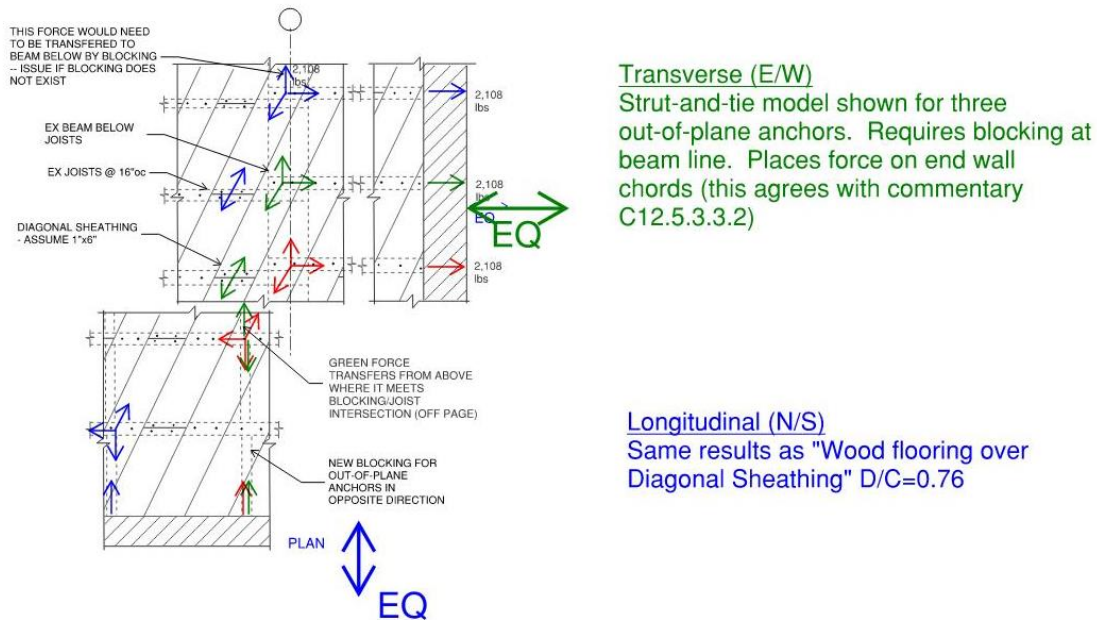 THIS FORCE WOULD NEED
TO BE TRANSFERED TO
BEAM BELOW BY BLOCKING
-- ISSUE IF BLOCKING DOES
NOT EXIST
2,108
lbs
2,108
lbs
EX BEAM BELOW
JOISTS
EX JOISTS @ 16"oc
2,108
lbs
EQ
EQ
DIAGONAL SHEATHING
- ASSUME 1"x6"
2,108
lbs
GREEN FORCE
TRANSFERS FROM ABOVE
WHERE IT MEETS
BLOCKING/JOIST
INTERSECTION (OFF PAGE)
NEW BLOCKING FOR
OUT-OF-PLANE
ANCHORS IN
OPPOSITE DIRECTION
PLAN
EQ
Transverse (E/W)
Strut-and-tie model shown for three
out-of-plane anchors. Requires blocking at
beam line. Places force on end wall
chords (this agrees with commentary
C12.5.3.3.2)
Longitudinal (N/S)
Same results as "Wood flooring over
Diagonal Sheathing" D/C=0.76